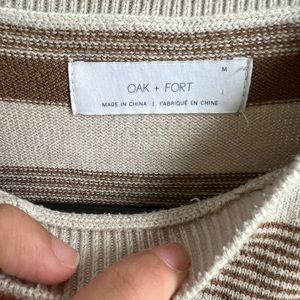 M
OAK + FORT
MADE IN CHINA | FABRIQUÉ EN CHINE